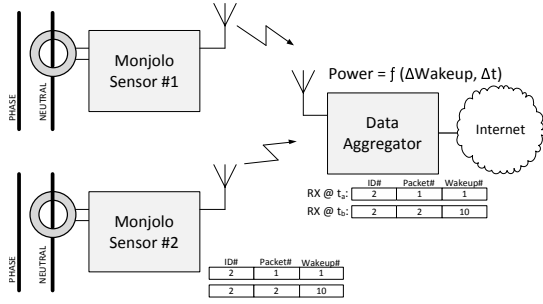 PHASE
NEUTRAL
Monjolo
Sensor #1
Power = ƒ (ΔWakeup, Δt)
Data
Aggregator
Internet
ID# Packet# Wakeup#
RX @ ta: 2 1 1
RX @ tb: 2 2 10
PHASE
NEUTRAL
Monjolo
Sensor #2
ID# Packet# Wakeup#
2 1 1
2 2 10